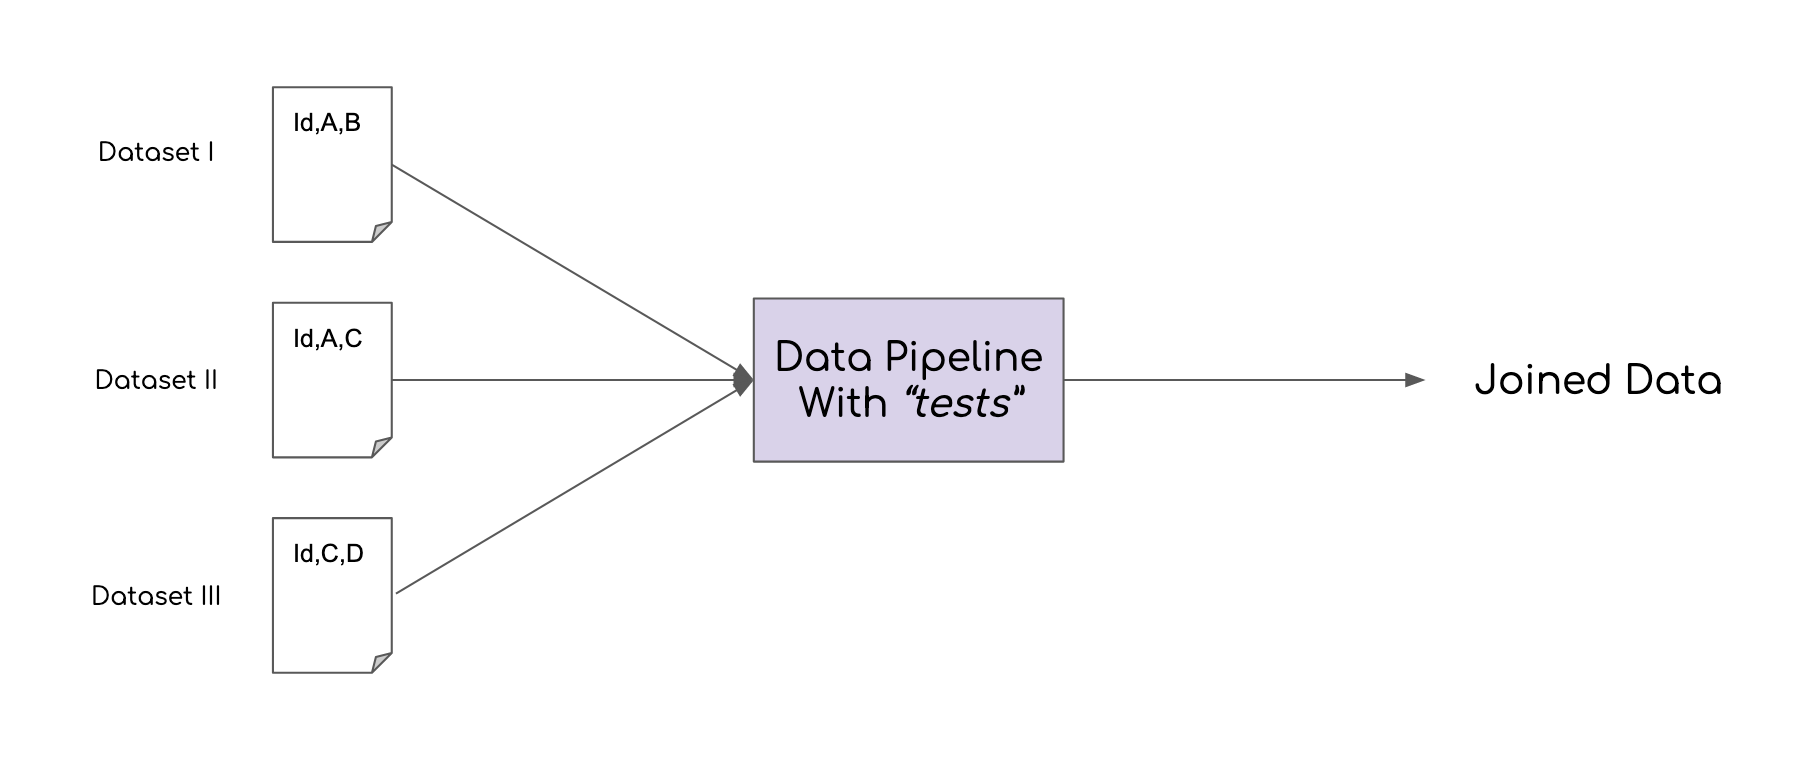 Dataset I
Id,A,B
Dataset II
Id,A,C
Dataset III
Id,C,D
Data Pipeline
With “tests”
Joined Data